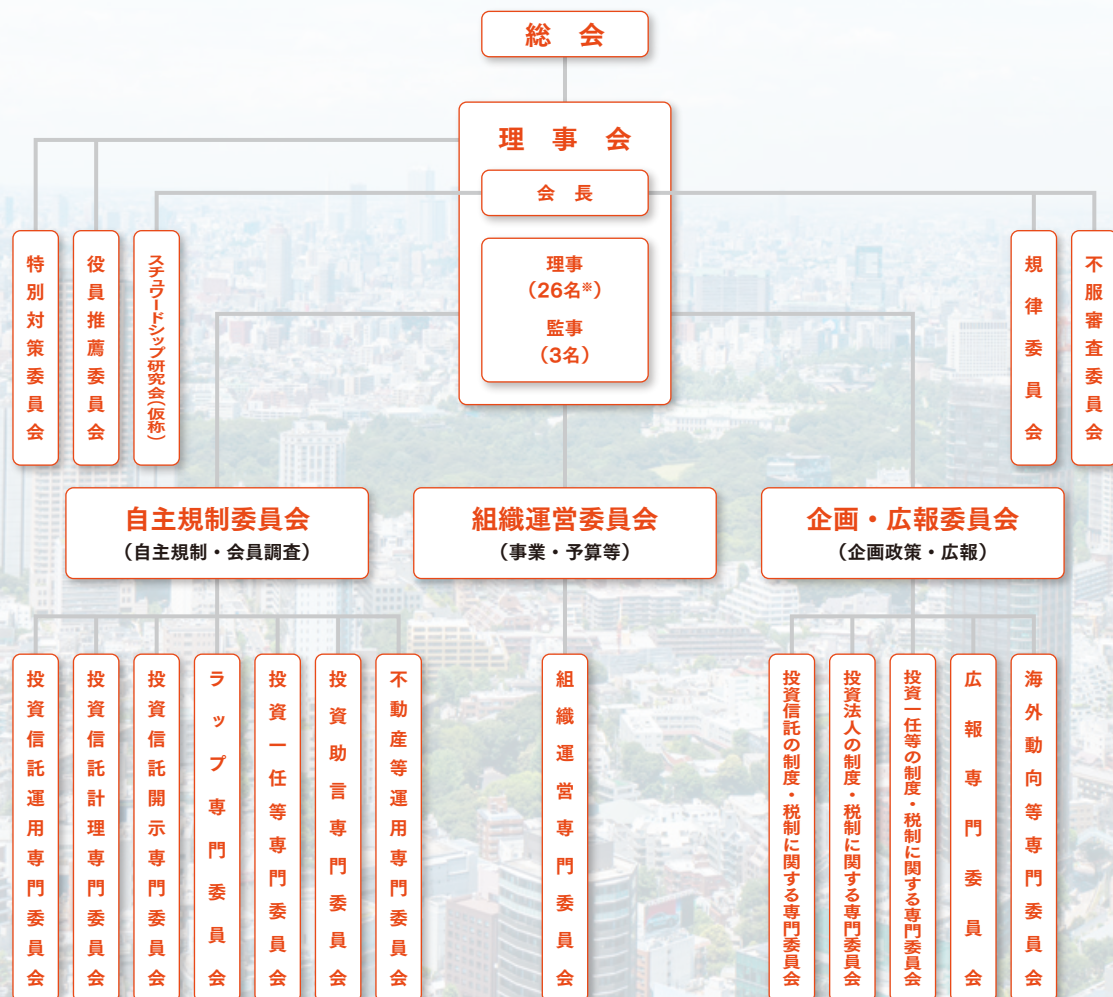 総 会
理 事 会
会 長
理事
（26名※）
監事
（3名）
特別対策委員会
役員推薦委員会
スチュワードシップ研究会（仮称）
規律委員会
不服審査委員会
自主規制委員会
（自主規制・会員調査）
組織運営委員会
（事業・予算等）
企画・広報委員会
（企画政策・広報）
投資信託運用専門委員会
投資信託計理専門委員会
投資信託開示専門委員会
ラップ専門委員会
投資一任等専門委員会
投資助言専門委員会
不動産等運用専門委員会
組織運営専門委員会
投資信託の制度・税制に関する専門委員会
投資法人の制度・税制に関する専門委員会
投資一任等の制度・税制に関する専門委員会
広報専門委員会
海外動向等専門委員会